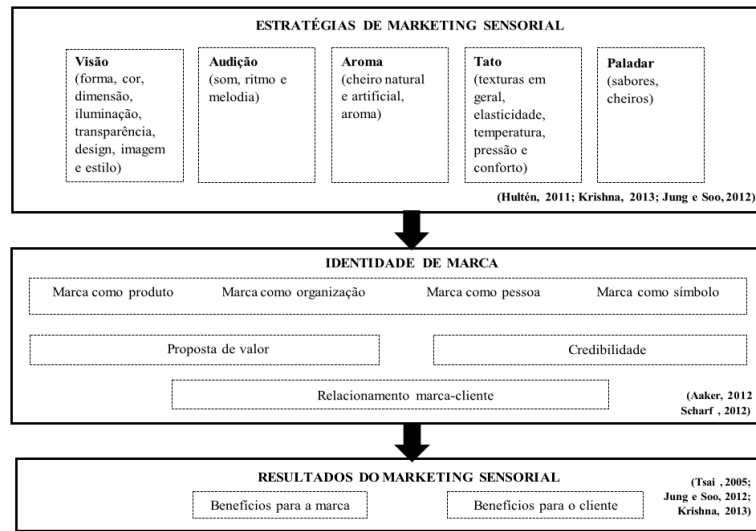 ESTRATÉGIAS DE MARKETING SENSORIAL
Visão
(forma, cor,
dimensão,
iluminação,
transparência,
design, imagem
e estilo)
Audição
(som, ritmo e
melodia)
Aroma
(cheiro natural
e artificial,
aroma)
Tato
(texturas em
geral,
elasticidade,
temperatura,
pressão e
conforto)
Paladar
(sabores,
cheiros)
(Hultén, 2011; Krishna, 2013; Jung e Soo, 2012)
IDENTIDADE DE MARCA
Marca como produto Marca como organização Marca como pessoa Marca como símbolo
Proposta de valor Credibilidade
Relacionamento marca-cliente
(Aaker, 2012
Scharf , 2012)
RESULTADOS DO MARKETING SENSORIAL
Benefícios para a marca Benefícios para o cliente
(Tsai , 2005;
Jung e Soo, 2012;
Krishna, 2013)